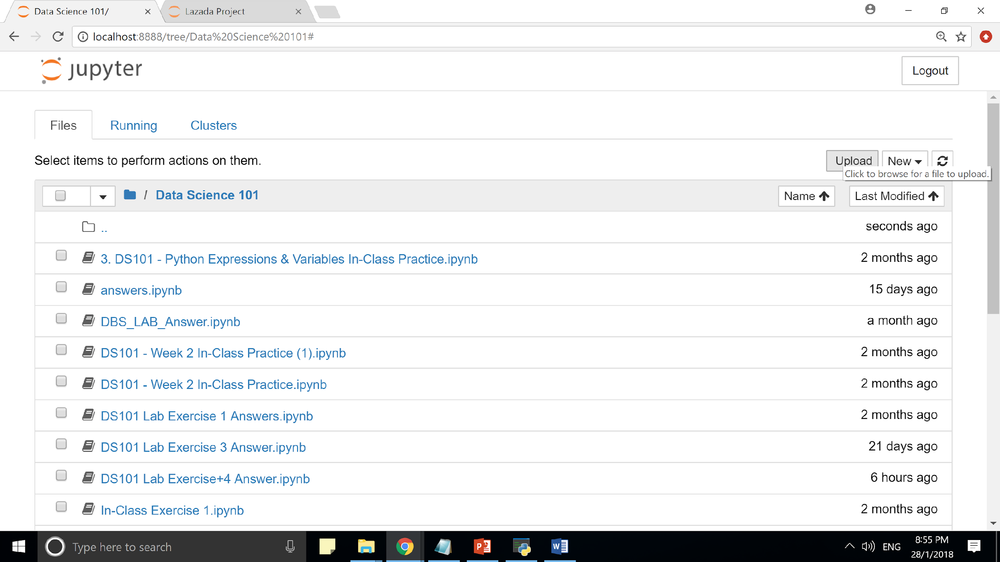 Data Science 101/
Lazada Project
localhost:8888/tree/Data%20Science%20101#
jupyter
Logout
Files
Running
Clusters
Select items to perform actions on them.
Upload
New
Click to browse for a file to upload.
/ Data Science 101
Name
Last Modified
..
seconds ago
3. DS101 - Python Expressions & Variables In-Class Practice.ipynb
2 months ago
answers.ipynb
15 days ago
DBS_LAB_Answer.ipynb
a month ago
DS101 - Week 2 In-Class Practice (1).ipynb
2 months ago
DS101 - Week 2 In-Class Practice.ipynb
2 months ago
DS101 Lab Exercise 1 Answers.ipynb
2 months ago
DS101 Lab Exercise 3 Answer.ipynb
21 days ago
DS101 Lab Exercise+4 Answer.ipynb
6 hours ago
In-Class Exercise 1.ipynb
2 months ago
Type here to search
ENG
8:55 PM
28/1/2018